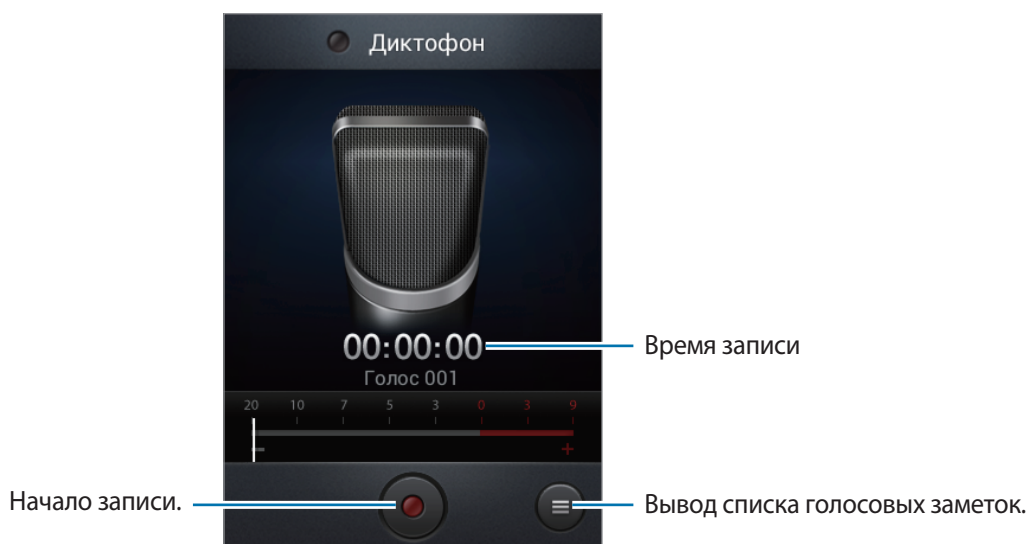 Диктофон
00:00:00
Время записи
Голос 001
20 10 7 5 3 0 3 9
- +
Начало записи.
Вывод списка голосовых заметок.